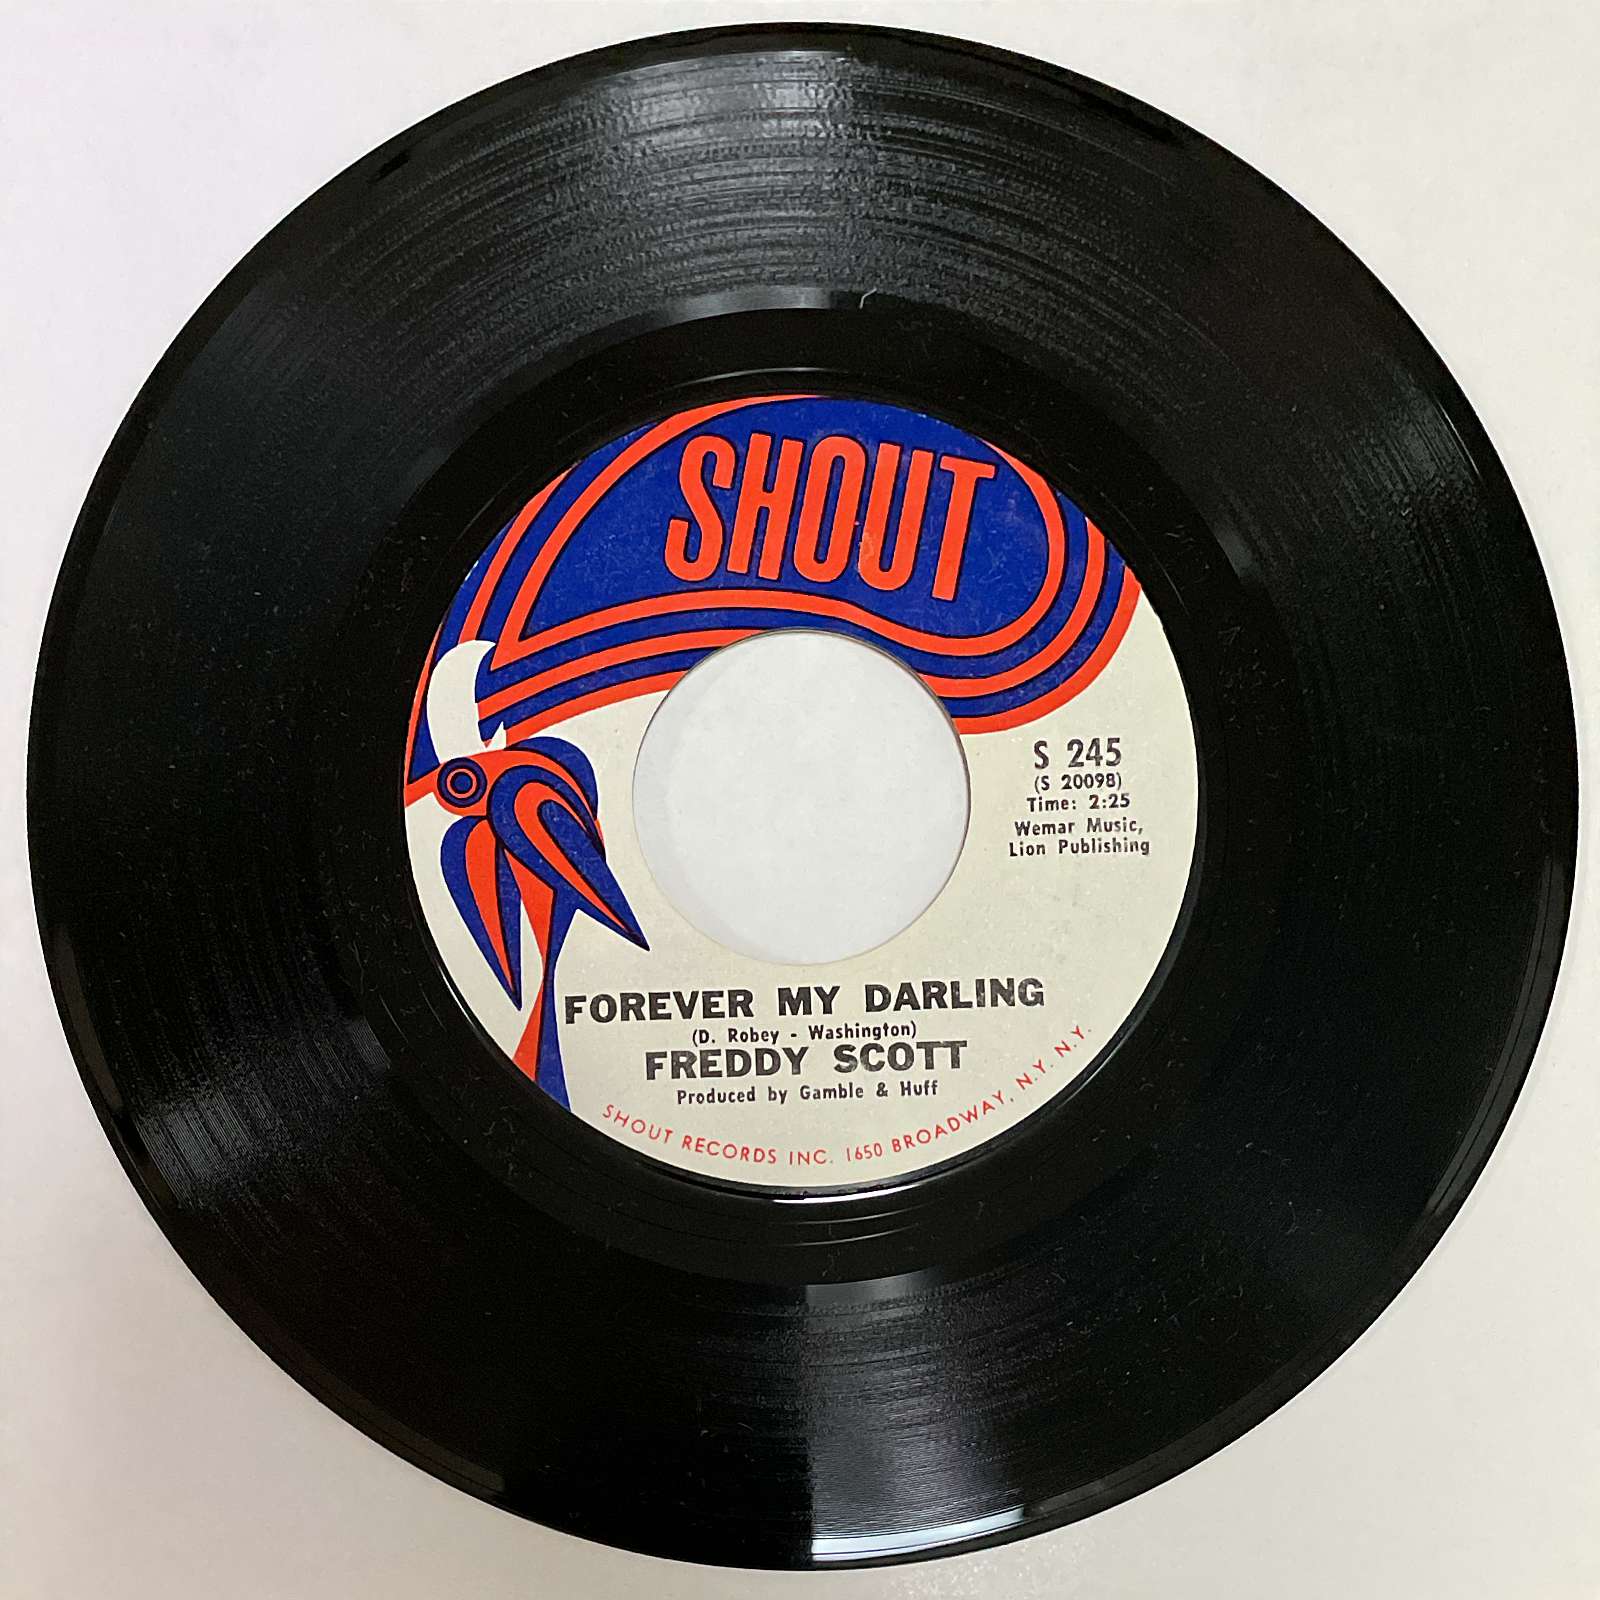 SHOUT
S 245
(S 20098)
Time: 2:25
Wemar Music,
Lion Publishing
FOREVER MY DARLING
(D. Robey - Washington)
FREDDY SCOTT
Produced by Gamble & Huff
SHOUT RECORDS INC. 1650 BROADWAY, N.Y. N.Y.